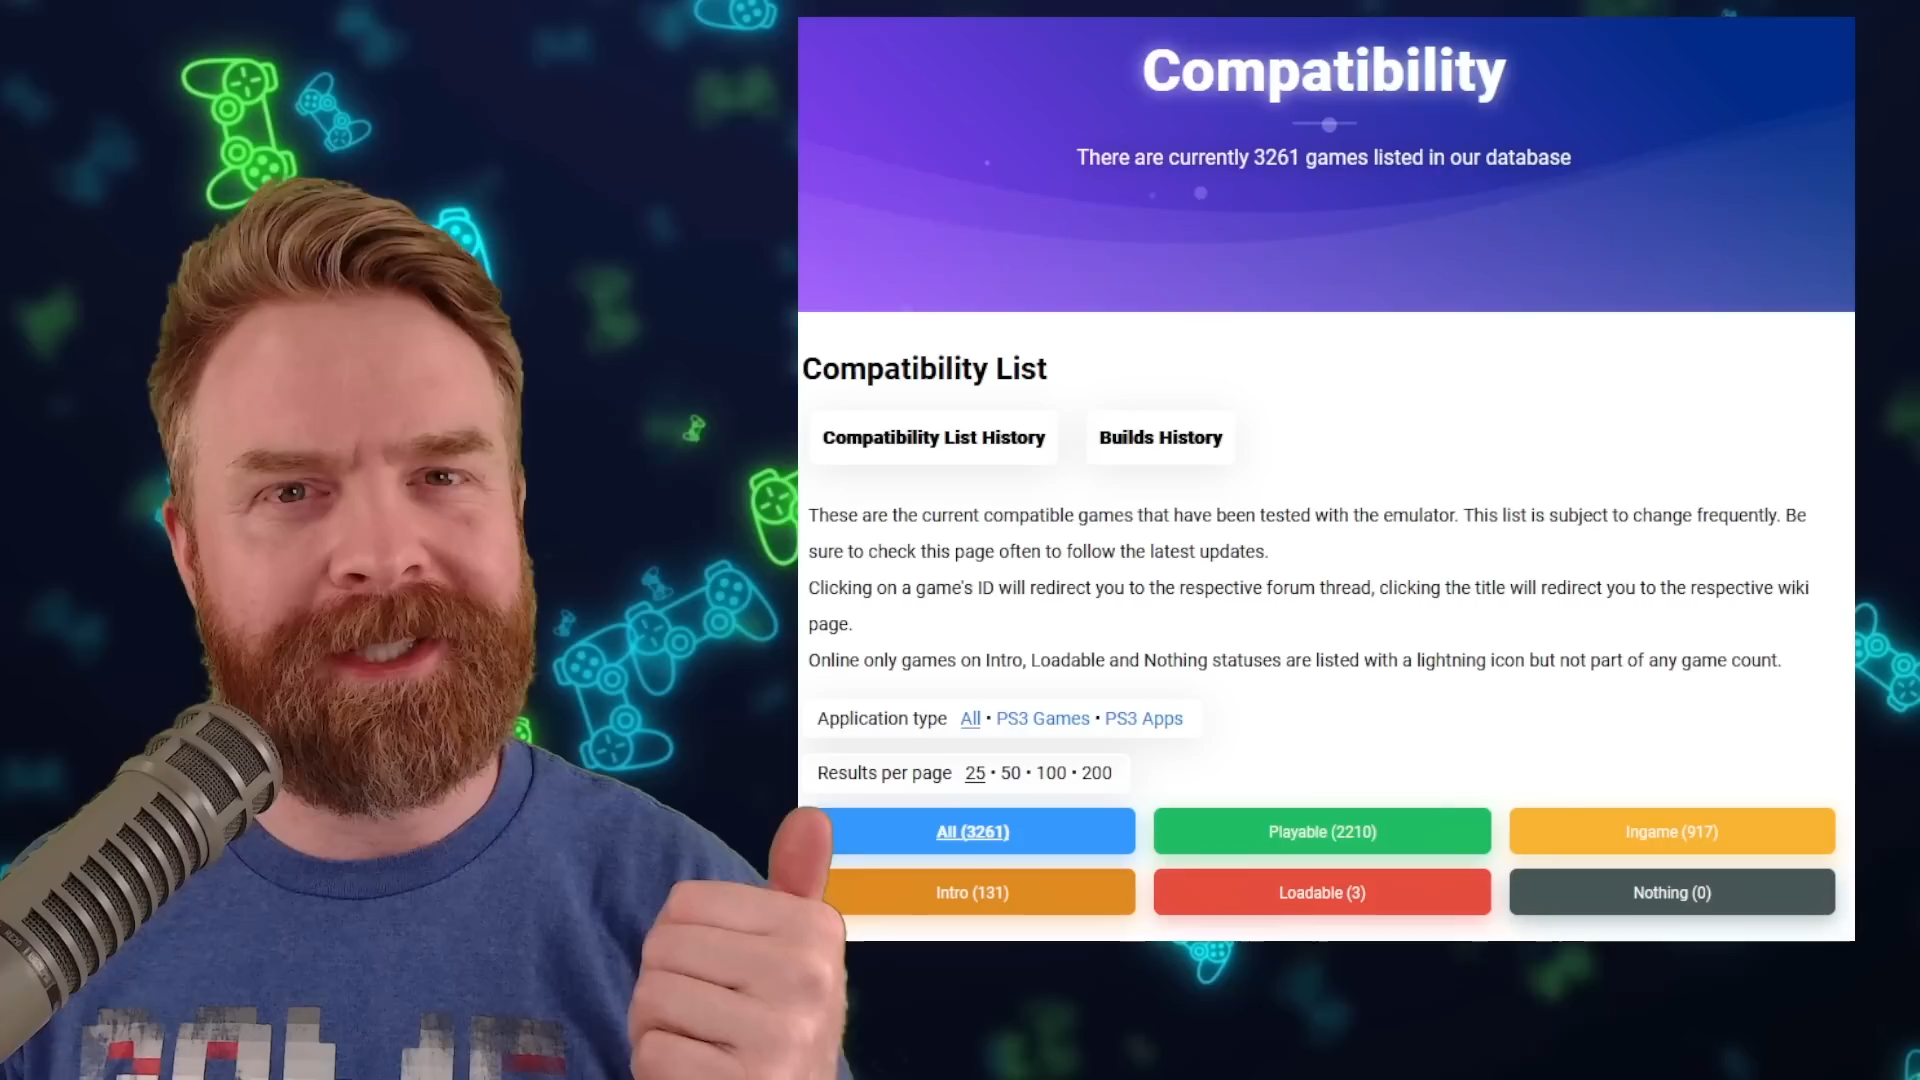 Compatibility
There are currently 3261 games listed in our database
Compatibility List
Compatibility List History
Builds History
These are the current compatible games that have been tested with the emulator. This list is subject to change frequently. Be
sure to check this page often to follow the latest updates.
Clicking on a game's ID will redirect you to the respective forum thread, clicking the title will redirect you to the respective wiki
page.
Online only games on Intro, Loadable and Nothing statuses are listed with a lightning icon but not part of any game count.
Application type All • PS3 Games • PS3 Apps
Results per page 25 • 50 • 100 • 200
All (3261)
Playable (2210)
Ingame (917)
Intro (131)
Loadable (3)
Nothing (0)